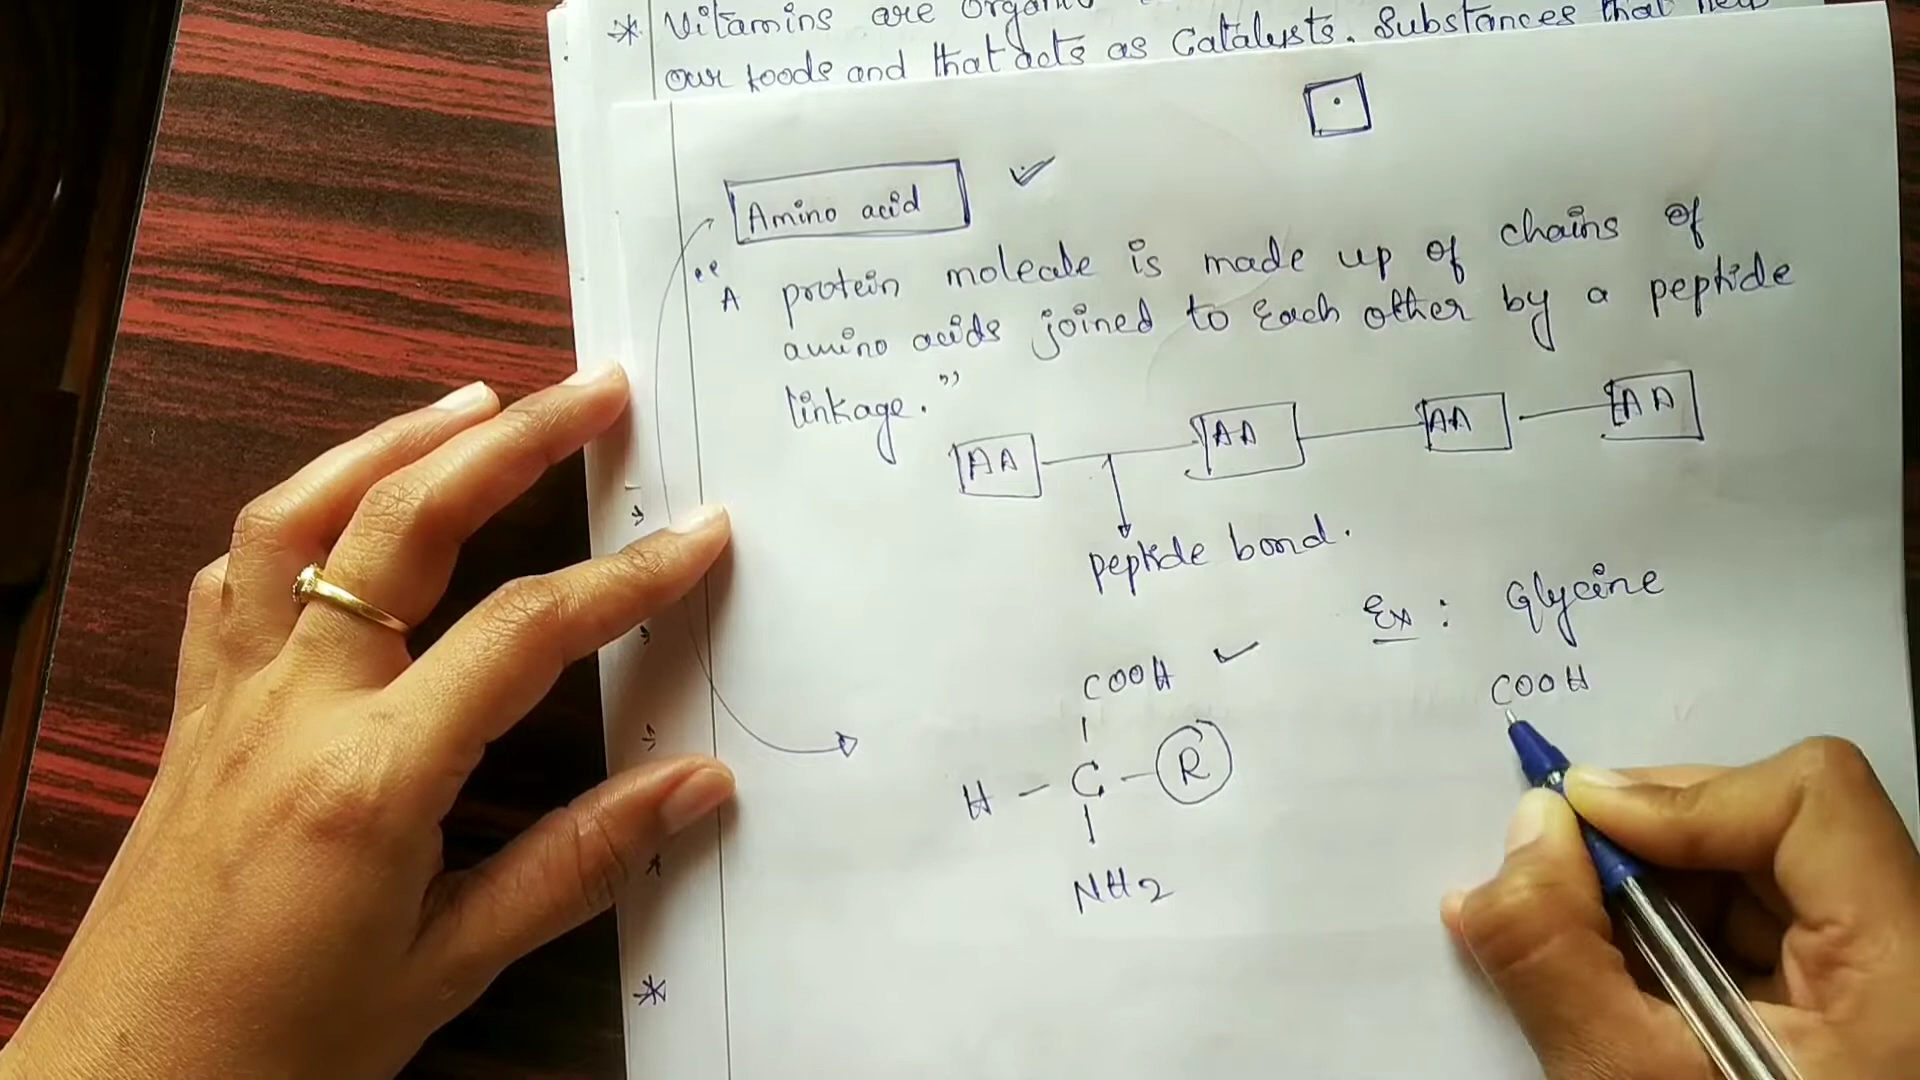 * Vitamins are
our foods and that acts as Catalysts. Substances that
Amino acid
"A protein molecule is made up of chains of
amino acids joined to Each other by a peptide
linkage."
AA AA AA AA
peptide bond.
Ex : Glycine
COOH COOH
H - C - R
NH2
*